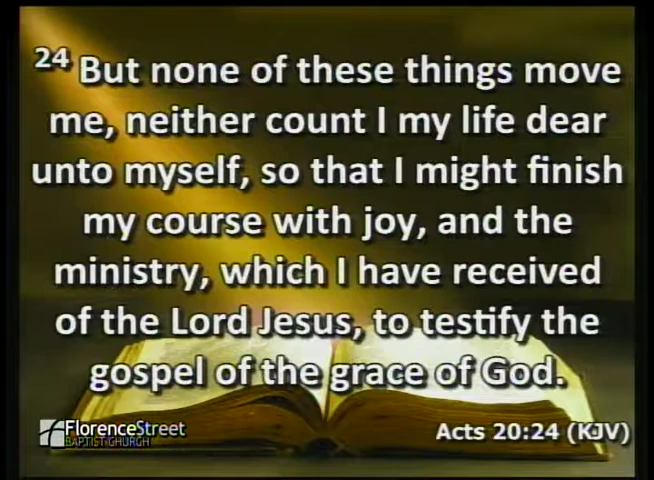 24 But none of these things move
me, neither count I my life dear
unto myself, so that I might finish
my course with joy, and the
ministry, which I have received
of the Lord Jesus, to testify the
gospel of the grace of God.
FlorenceStreet
BAPTIST CHURCH
Acts 20:24 (KJV)